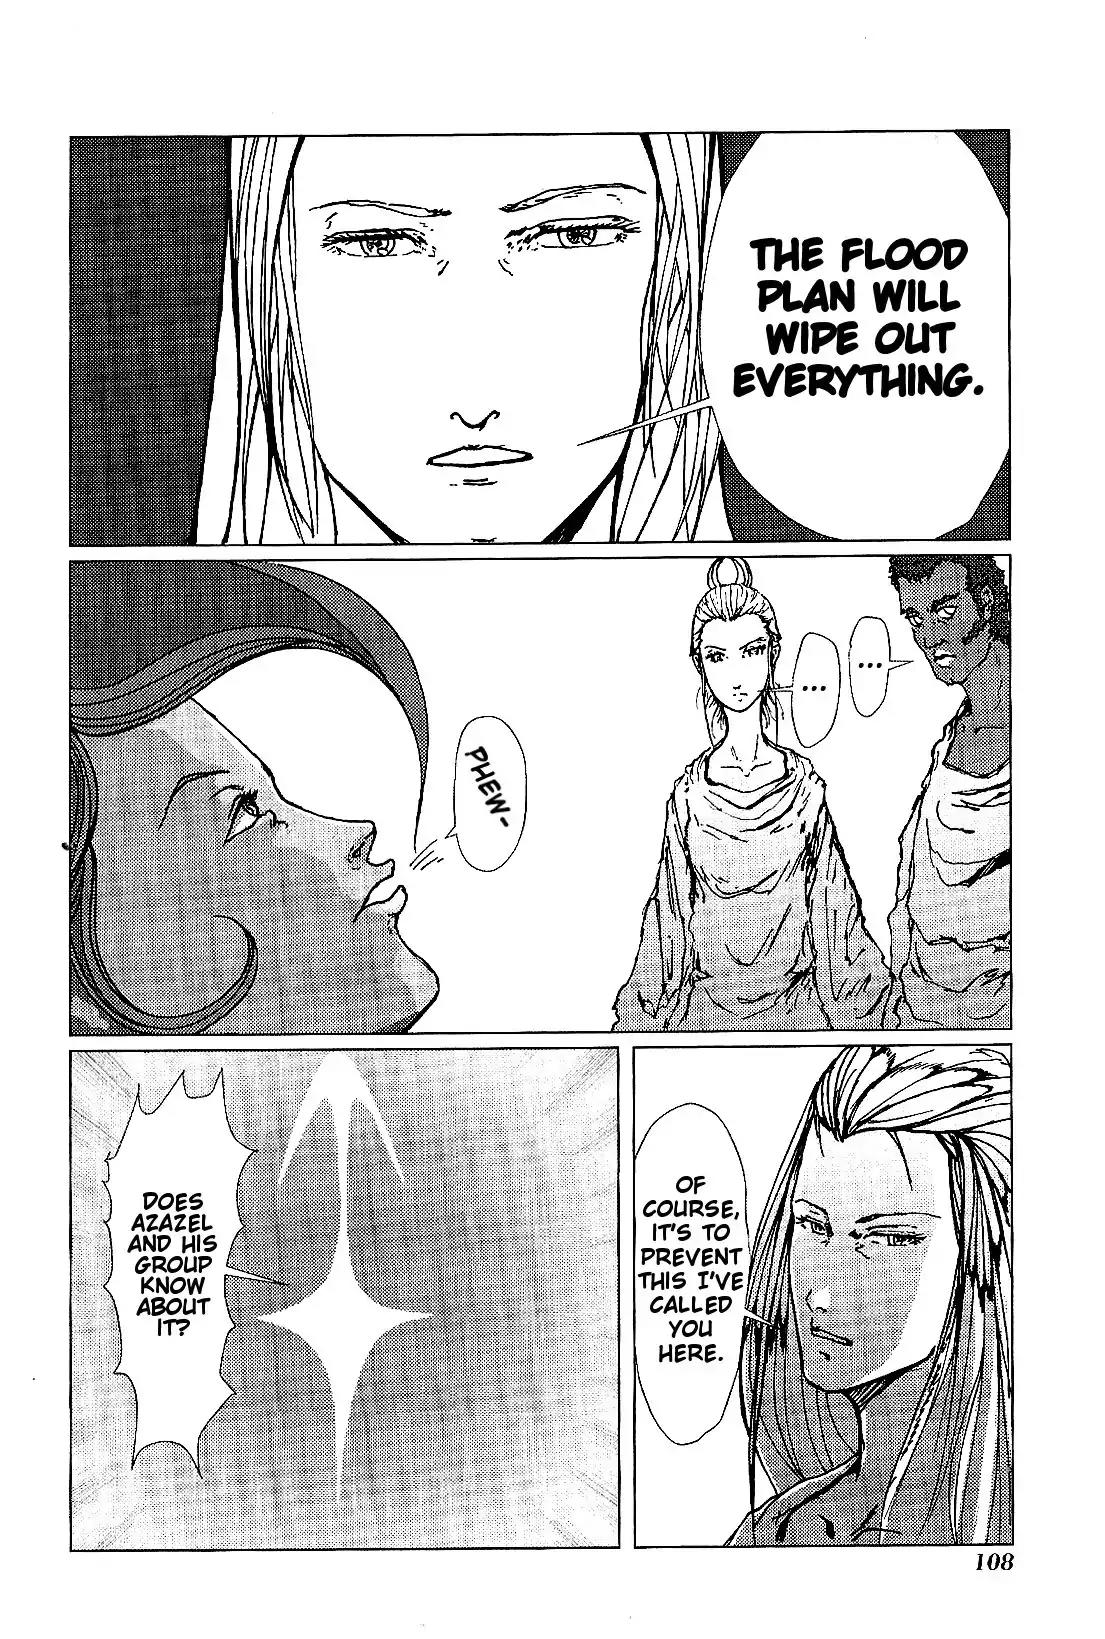 THE FLOOD
PLAN WILL
WIPE OUT
EVERYTHING.
...
...
PHEW-
OF
COURSE,
IT'S TO
PREVENT
THIS I'VE
CALLED
YOU
HERE.
DOES
AZAZEL
AND HIS
GROUP
KNOW
ABOUT
IT?
108